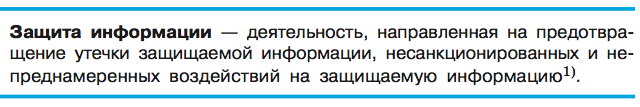 Защита информации — деятельность, направленная на предотвра-
щение утечки защищаемой информации, несанкционированных и не-
преднамеренных воздействий на защищаемую информацию1).